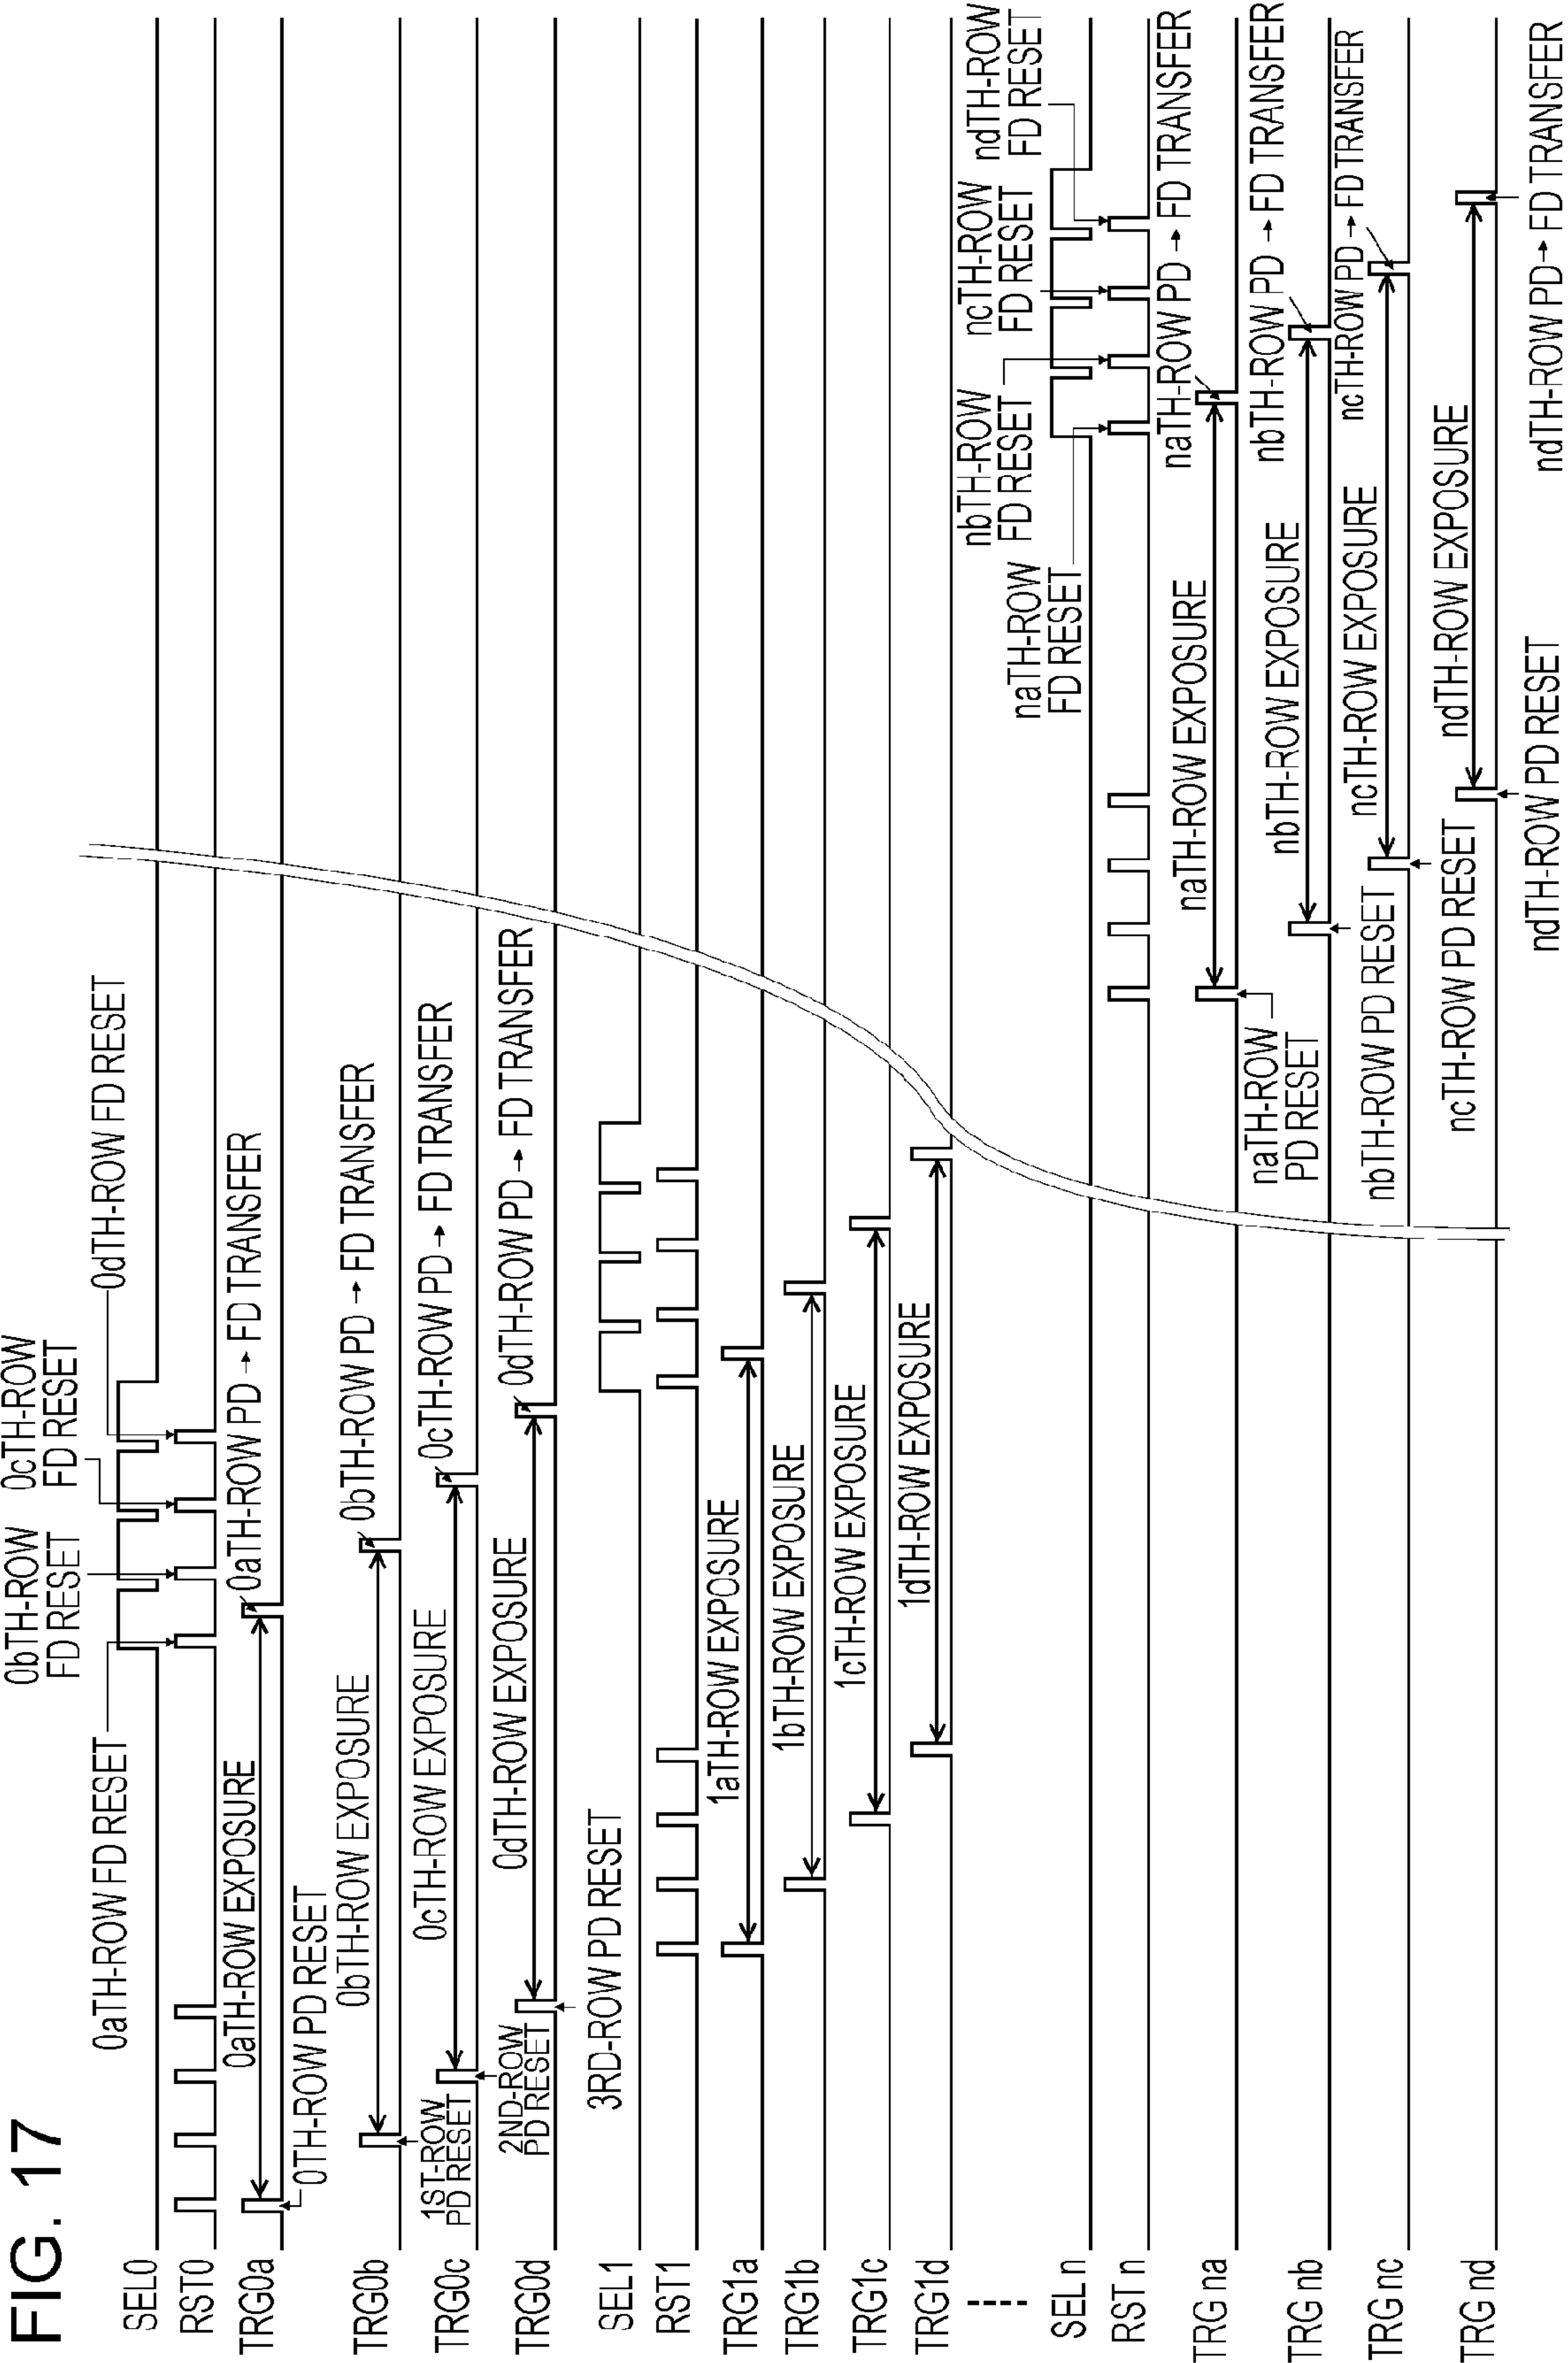 FIG. 17
SEL0
0aTH-ROW FD RESET
0bTH-ROW
FD RESET
0cTH-ROW
FD RESET
0dTH-ROW FD RESET
RST0
TRG0a
0aTH-ROW EXPOSURE
0aTH-ROW PD → FD TRANSFER
0TH-ROW PD RESET
TRG0b
0bTH-ROW EXPOSURE
0bTH-ROW PD → FD TRANSFER
1ST-ROW
PD RESET
TRG0c
0cTH-ROW EXPOSURE
0cTH-ROW PD → FD TRANSFER
2ND-ROW
PD RESET
TRG0d
0dTH-ROW EXPOSURE
0dTH-ROW PD → FD TRANSFER
3RD-ROW PD RESET
SEL1
RST1
TRG1a
1aTH-ROW EXPOSURE
TRG1b
1bTH-ROW EXPOSURE
TRG1c
1cTH-ROW EXPOSURE
TRG1d
1dTH-ROW EXPOSURE
SEL n
naTH-ROW
FD RESET
nbTH-ROW
FD RESET
ncTH-ROW
FD RESET
ndTH-ROW
FD RESET
RST n
TRG na
naTH-ROW EXPOSURE
naTH-ROW PD → FD TRANSFER
naTH-ROW
PD RESET
TRG nb
nbTH-ROW EXPOSURE
nbTH-ROW PD → FD TRANSFER
nbTH-ROW PD RESET
TRG nc
ncTH-ROW EXPOSURE
ncTH-ROW PD → FD TRANSFER
ncTH-ROW PD RESET
TRG nd
ndTH-ROW EXPOSURE
ndTH-ROW PD RESET
ndTH-ROW PD → FD TRANSFER